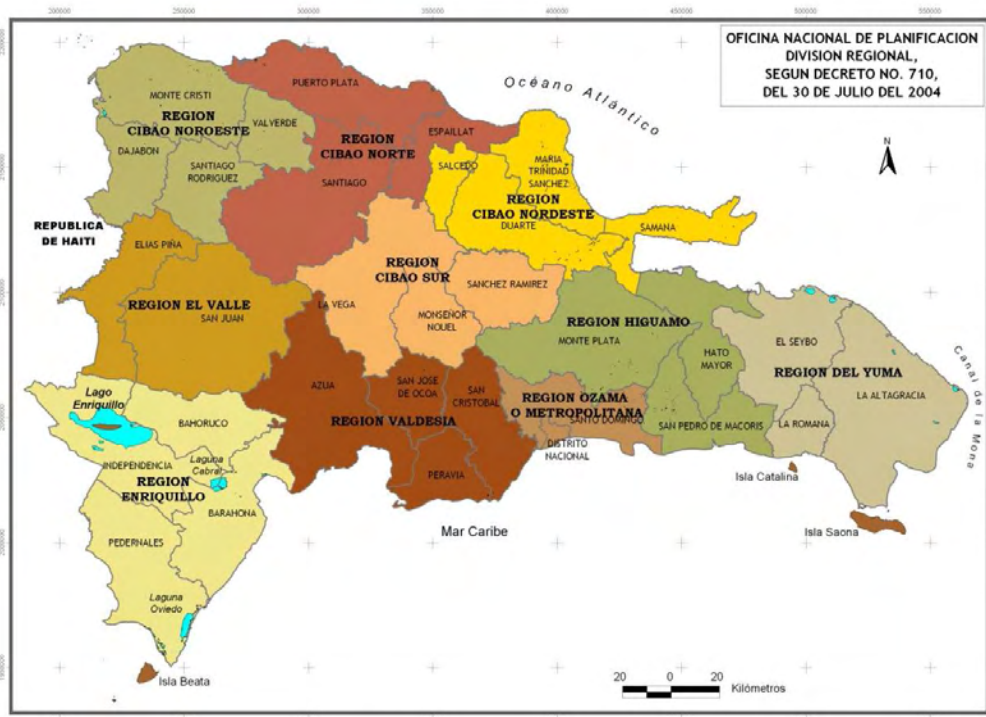 OFICINA NACIONAL DE PLANIFICACION
DIVISION REGIONAL,
SEGUN DECRETO NO. 710,
DEL 30 DE JULIO DEL 2004
Océano Atlántico
N
PUERTO PLATA
MONTE CRISTI
REGION
CIBAO NOROESTE
VALVERDE
DAJABON
SANTIAGO
RODRIGUEZ
REGION
CIBAO NORTE
ESPAILLAT
SANTIAGO
SALCEDO
MARIA
TRINIDAD
SANCHEZ
REGION
CIBAO NORDESTE
DUARTE
SAMANA
REPUBLICA
DE HAITI
ELIAS PIÑA
REGION EL VALLE
SAN JUAN
REGION
CIBAO SUR
LA VEGA
SANCHEZ RAMIREZ
MONSEÑOR
NOUEL
REGION HIGUAMO
MONTE PLATA
HATO
MAYOR
SAN PEDRO DE MACORIS
EL SEYBO
REGION DEL YUMA
LA ALTAGRACIA
LA ROMANA
Canal de la Mona
AZUA
SAN JOSE
DE OCOA
SAN
CRISTOBAL
REGION VALDESIA
PERAVIA
REGION OZAMA
O METROPOLITANA
SANTO DOMINGO
DISTRITO
NACIONAL
Lago
Enriquillo
BAHORUCO
INDEPENDENCIA
Laguna
Cabral
REGION
ENRIQUILLO
BARAHONA
PEDERNALES
Laguna
Oviedo
Isla Beata
Mar Caribe
Isla Catalina
Isla Saona
20 0 20
Kilómetros